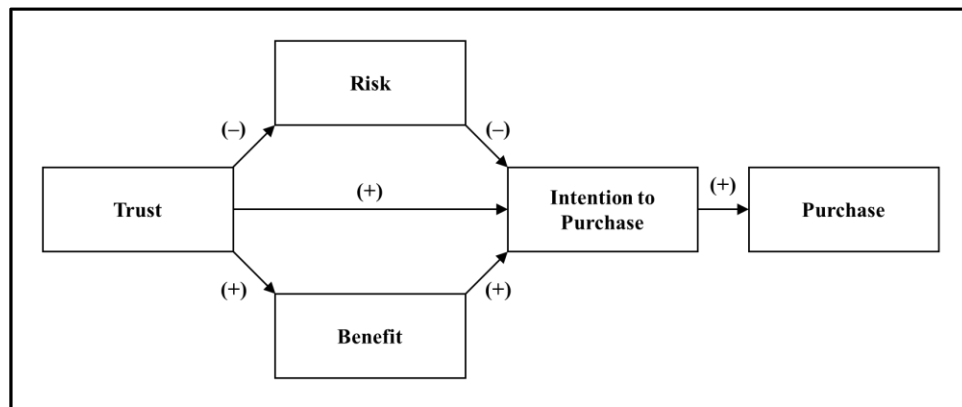 Risk
(–)
(–)
Trust
(+)
Intention to
Purchase
(+)
Purchase
(+)
(+)
Benefit